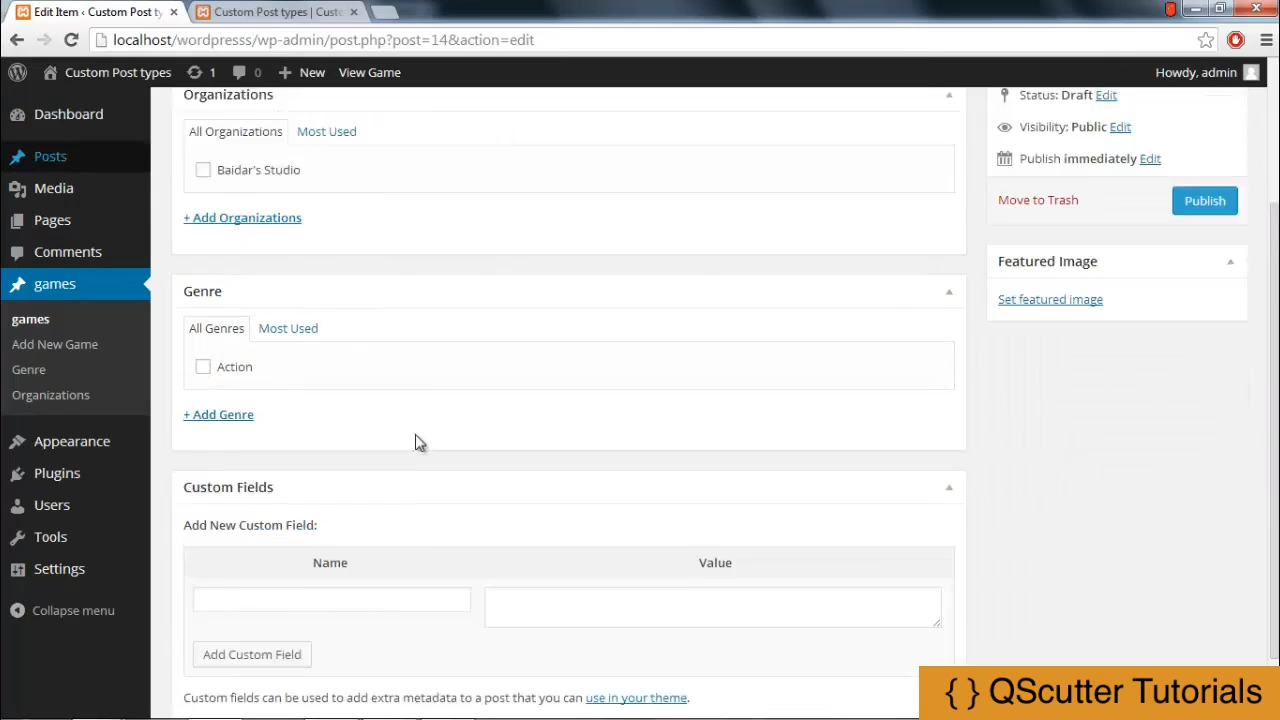 Edit Item ‹ Custom Post ty
Custom Post types | Custo
localhost/wordpresss/wp-admin/post.php?post=14&action=edit
Custom Post types
1
0
New
View Game
Howdy, admin
Dashboard
Posts
Media
Pages
Comments
games
games
Add New Game
Genre
Organizations
Appearance
Plugins
Users
Tools
Settings
Collapse menu
Organizations
All Organizations
Most Used
Baidar's Studio
+ Add Organizations
Genre
All Genres
Most Used
Action
+ Add Genre
Custom Fields
Add New Custom Field:
Name
Value
Add Custom Field
Custom fields can be used to add extra metadata to a post that you can use in your theme.
Status: Draft Edit
Visibility: Public Edit
Publish immediately Edit
Move to Trash
Publish
Featured Image
Set featured image
{ } QScutter Tutorials